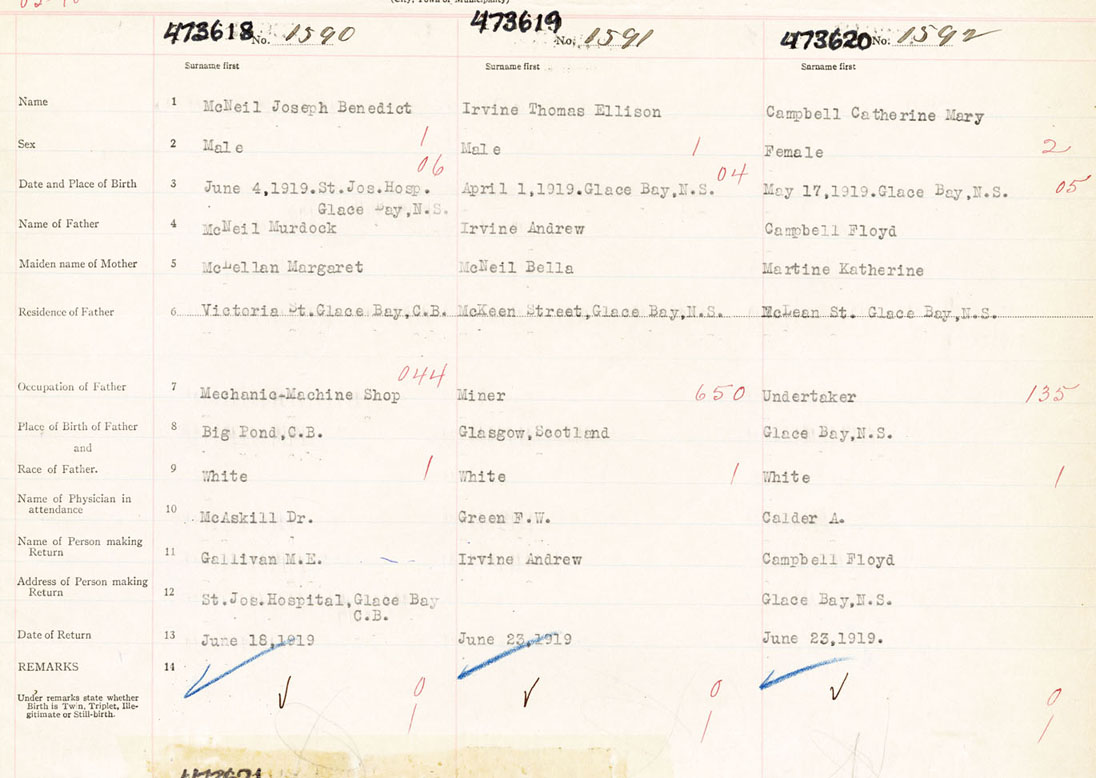 (City, Town or Municipality)
473618 No. 1590 473619 No. 1591 473620 No. 1592
Surname first Surname first Surname first
Name 1 McNeil Joseph Benedict Irvine Thomas Ellison Campbell Catherine Mary
Sex 2 Male 1 Male 1 Female 2
06 04 05
Date and Place of Birth 3 June 4,1919.St.Jos.Hosp. April 1,1919.Glace Bay,N.S. May 17,1919.Glace Bay,N.S.
Glace Bay,N.S.
Name of Father 4 McNeil Murdock Irvine Andrew Campbell Floyd
Maiden name of Mother 5 McLellan Margaret McNeil Bella Martine Katherine
Residence of Father 6 Victoria St.Glace Bay,C.B. McKeen Street,Glace Bay,N.S. McLean St. Glace Bay,N.S.
044 650 135
Occupation of Father 7 Mechanic-Machine Shop Miner Undertaker
Place of Birth of Father 8 Big Pond,C.B. Glasgow,Scotland Glace Bay,N.S.
and
Race of Father. 9 White 1 White 1 White 1
Name of Physician in
attendance 10 McAskill Dr. Green F.W. Calder A.
Name of Person making
Return 11 Gallivan M.E. Irvine Andrew Campbell Floyd
Address of Person making
Return 12 St.Jos.Hospital,Glace Bay Glace Bay,N.S.
C.B.
Date of Return 13 June 18,1919 June 23,1919 June 23,1919.
REMARKS 14
Under remarks state whether 0 0 0
Birth is Twin, Triplet, Ille-
gitimate or Still-birth. 1 1 1